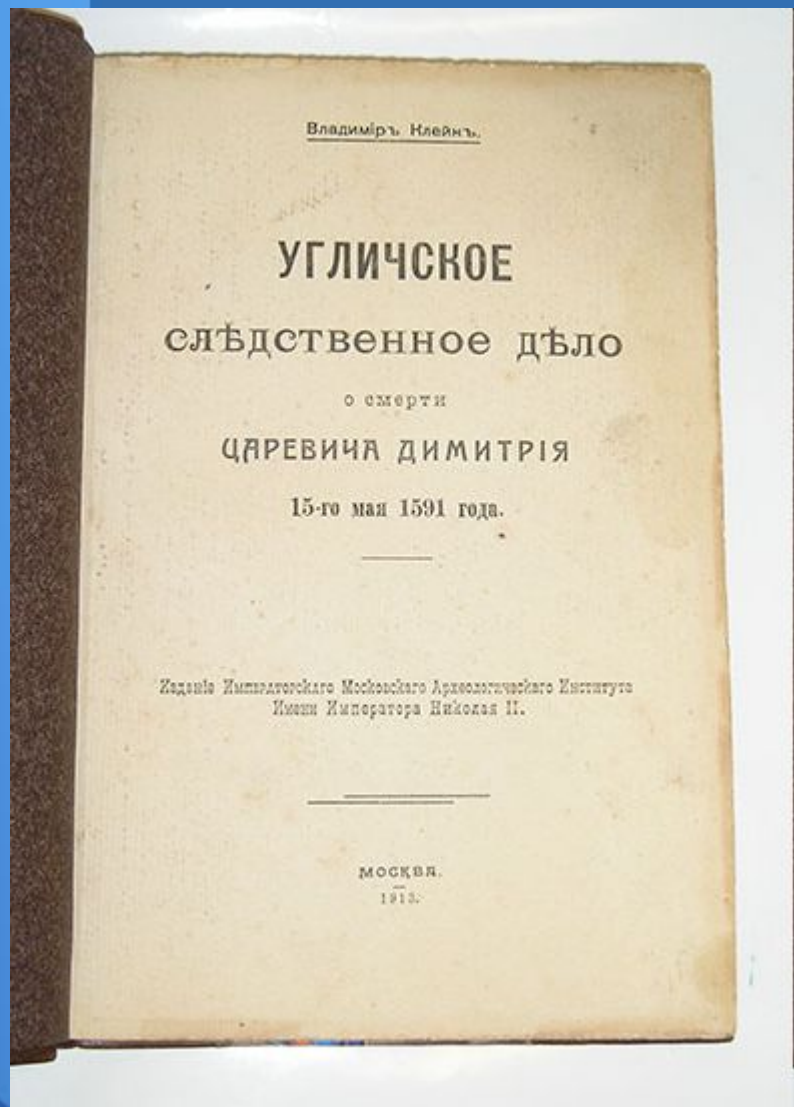 Владиміръ Клейнъ.
УГЛИЧСКОЕ
слѣдственное дѣло
о смерти
ЦАРЕВИЧА ДИМИТРІЯ
15-го мая 1591 года.
Изданіе Императорскаго Московскаго Археологическаго Института
Имени Императора Николая II.
МОСКВА.
1913.